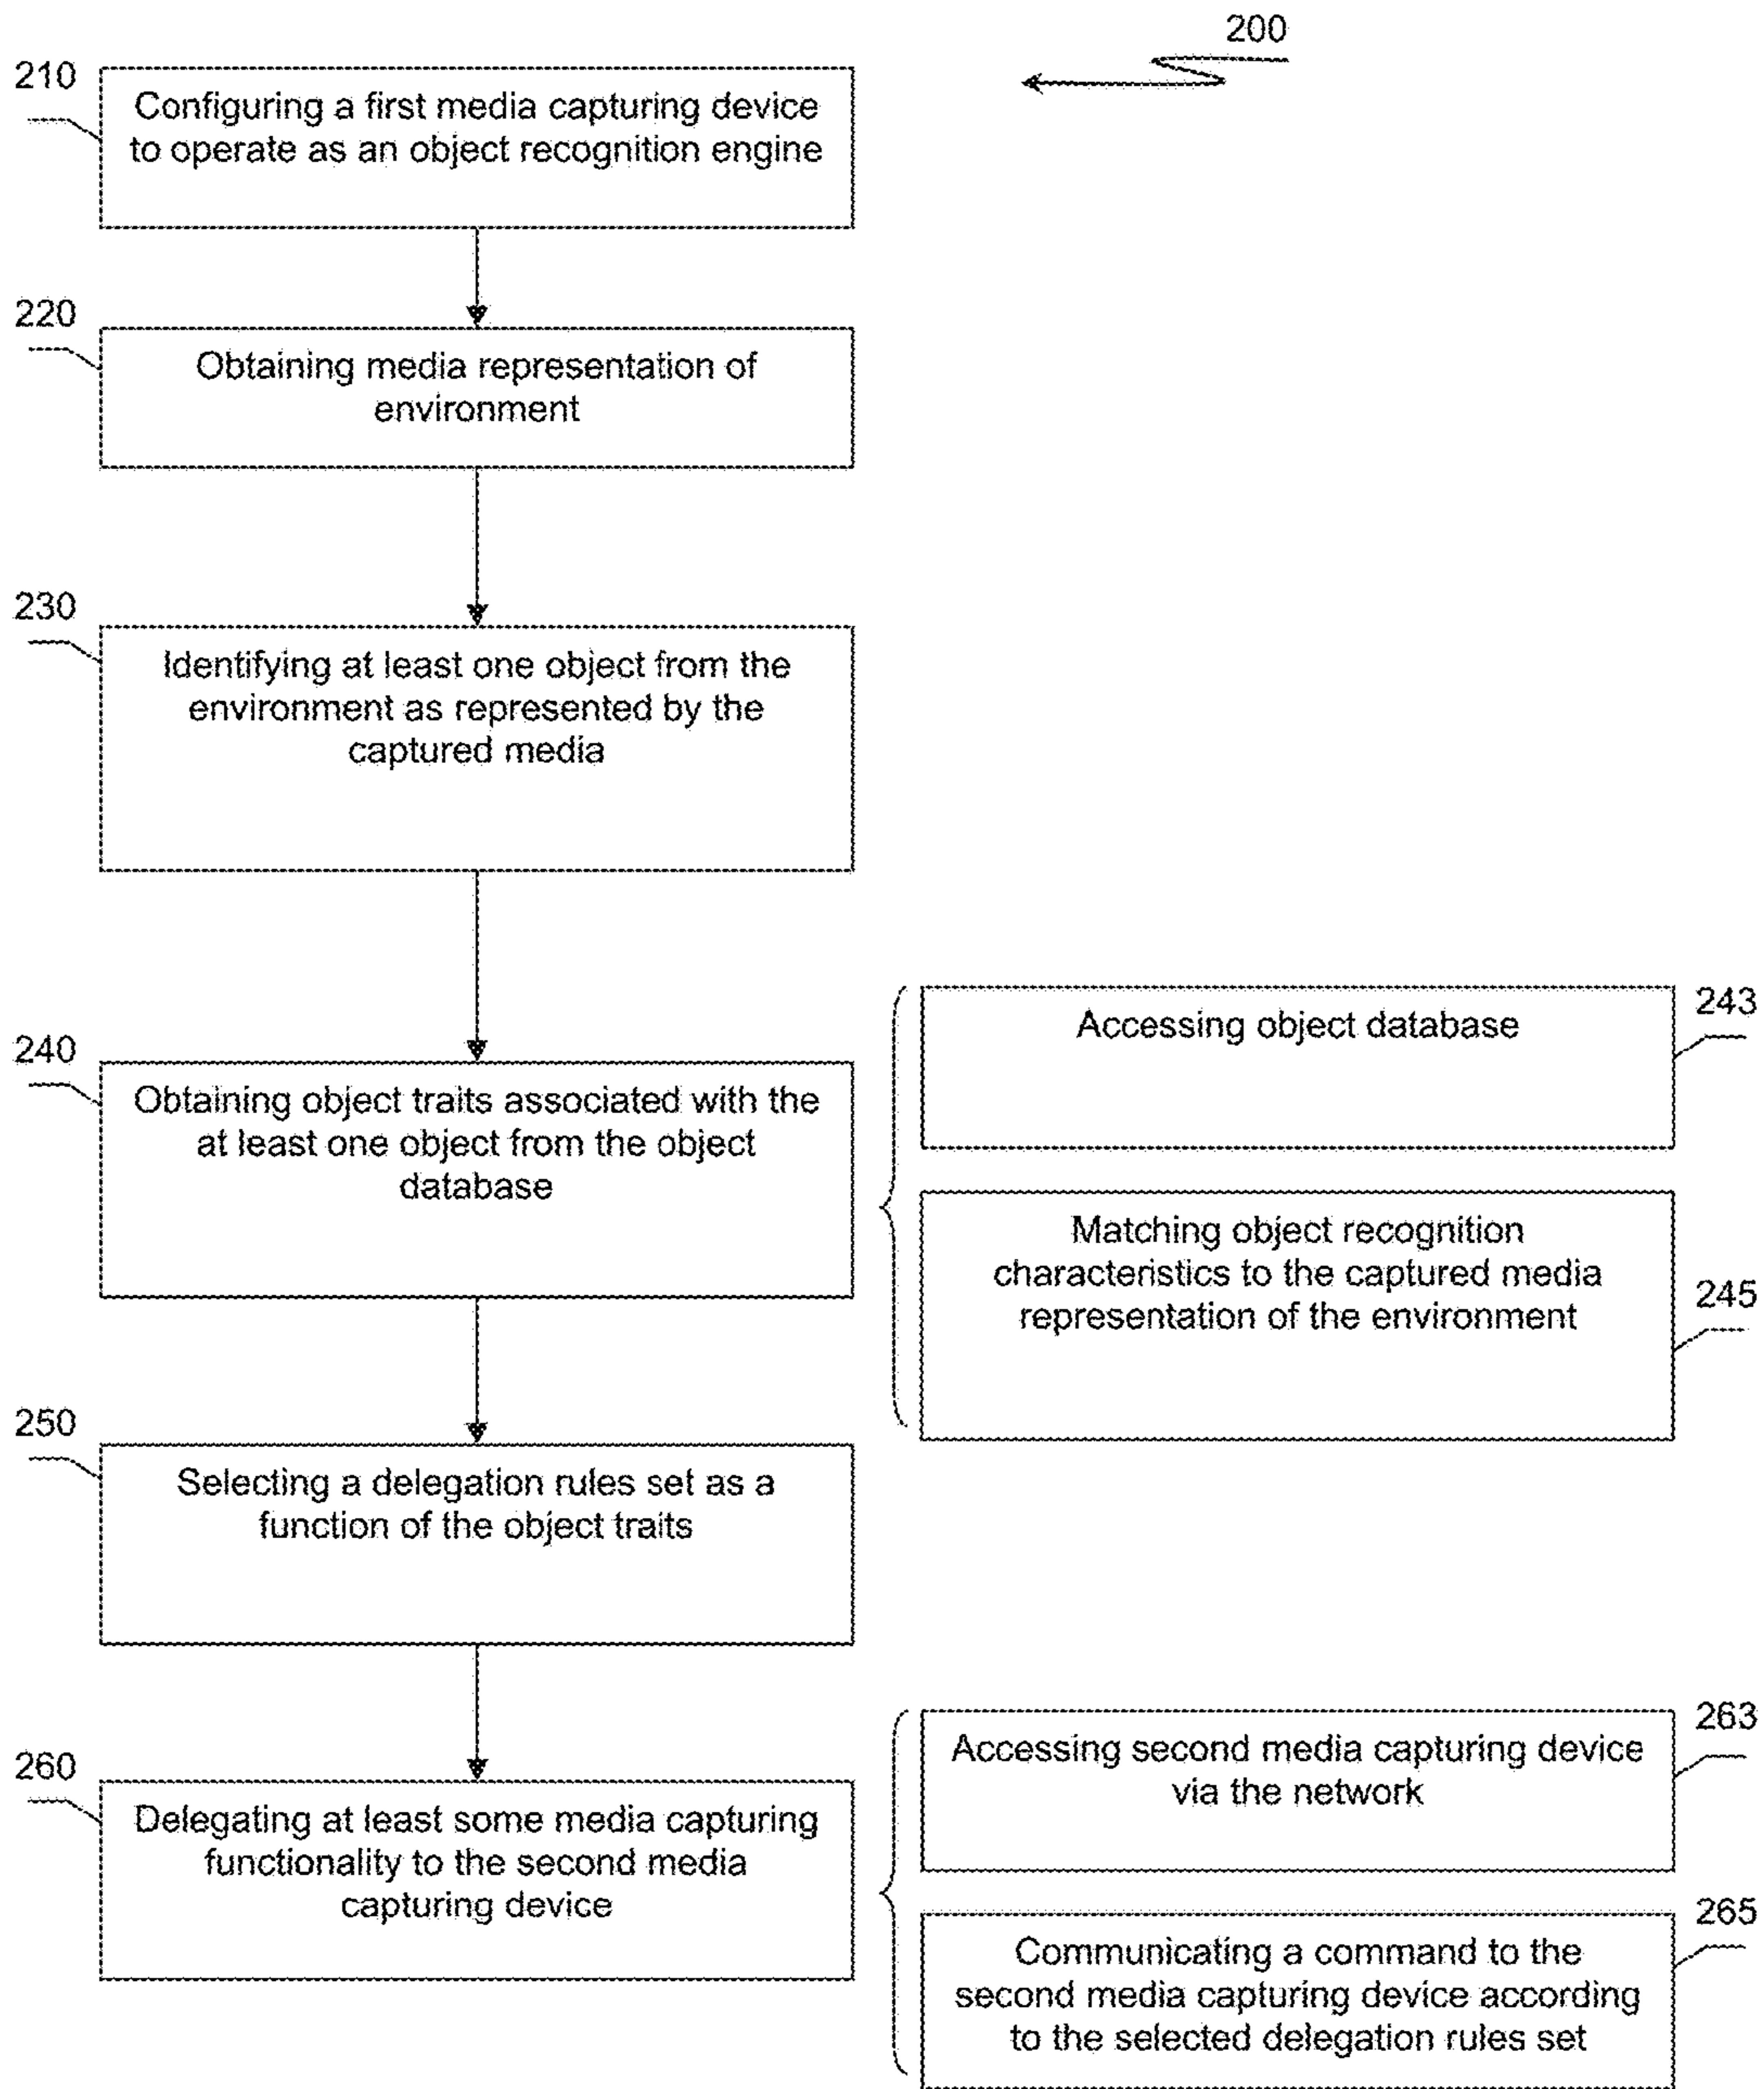 200
210
Configuring a first media capturing device
to operate as an object recognition engine
220
Obtaining media representation of
environment
230
Identifying at least one object from the
environment as represented by the
captured media
240
Obtaining object traits associated with the
at least one object from the object
database
243
Accessing object database
245
Matching object recognition
characteristics to the captured media
representation of the environment
250
Selecting a delegation rules set as a
function of the object traits
260
Delegating at least some media capturing
functionality to the second media
capturing device
263
Accessing second media capturing device
via the network
265
Communicating a command to the
second media capturing device according
to the selected delegation rules set